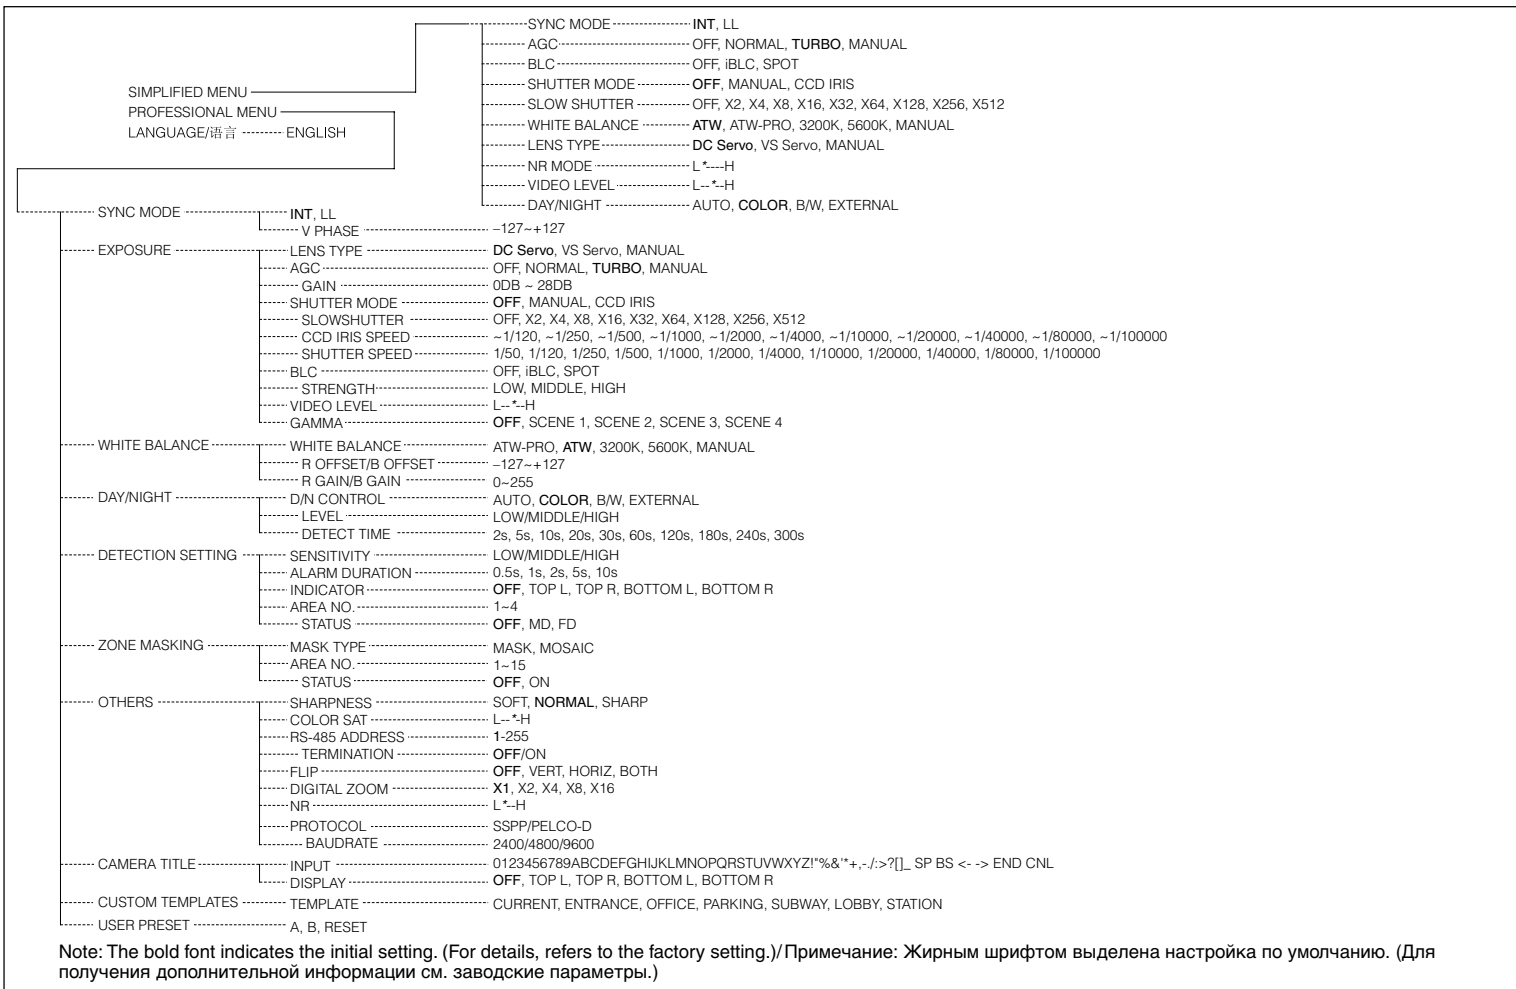 SYNC MODE INT, LL
AGC OFF, NORMAL, TURBO, MANUAL
BLC OFF, iBLC, SPOT
SHUTTER MODE OFF, MANUAL, CCD IRIS
SLOW SHUTTER OFF, X2, X4, X8, X16, X32, X64, X128, X256, X512
WHITE BALANCE ATW, ATW-PRO, 3200K, 5600K, MANUAL
LENS TYPE DC Servo, VS Servo, MANUAL
NR MODE L*----H
VIDEO LEVEL L--*--H
DAY/NIGHT AUTO, COLOR, B/W, EXTERNAL
SIMPLIFIED MENU
PROFESSIONAL MENU
LANGUAGE/语言 ENGLISH
SYNC MODE INT, LL
V PHASE –127~+127
EXPOSURE LENS TYPE DC Servo, VS Servo, MANUAL
AGC OFF, NORMAL, TURBO, MANUAL
GAIN 0DB ~ 28DB
SHUTTER MODE OFF, MANUAL, CCD IRIS
SLOWSHUTTER OFF, X2, X4, X8, X16, X32, X64, X128, X256, X512
CCD IRIS SPEED ~1/120, ~1/250, ~1/500, ~1/1000, ~1/2000, ~1/4000, ~1/10000, ~1/20000, ~1/40000, ~1/80000, ~1/100000
SHUTTER SPEED 1/50, 1/120, 1/250, 1/500, 1/1000, 1/2000, 1/4000, 1/10000, 1/20000, 1/40000, 1/80000, 1/100000
BLC OFF, iBLC, SPOT
STRENGTH LOW, MIDDLE, HIGH
VIDEO LEVEL L--*--H
GAMMA OFF, SCENE 1, SCENE 2, SCENE 3, SCENE 4
WHITE BALANCE WHITE BALANCE ATW-PRO, ATW, 3200K, 5600K, MANUAL
R OFFSET/B OFFSET –127~+127
R GAIN/B GAIN 0~255
DAY/NIGHT D/N CONTROL AUTO, COLOR, B/W, EXTERNAL
LEVEL LOW/MIDDLE/HIGH
DETECT TIME 2s, 5s, 10s, 20s, 30s, 60s, 120s, 180s, 240s, 300s
DETECTION SETTING SENSITIVITY LOW/MIDDLE/HIGH
ALARM DURATION 0.5s, 1s, 2s, 5s, 10s
INDICATOR OFF, TOP L, TOP R, BOTTOM L, BOTTOM R
AREA NO. 1~4
STATUS OFF, MD, FD
ZONE MASKING MASK TYPE MASK, MOSAIC
AREA NO. 1~15
STATUS OFF, ON
OTHERS SHARPNESS SOFT, NORMAL, SHARP
COLOR SAT L--*-H
RS-485 ADDRESS 1-255
TERMINATION OFF/ON
FLIP OFF, VERT, HORIZ, BOTH
DIGITAL ZOOM X1, X2, X4, X8, X16
NR L*--H
PROTOCOL SSPP/PELCO-D
BAUDRATE 2400/4800/9600
CAMERA TITLE INPUT 0123456789ABCDEFGHIJKLMNOPQRSTUVWXYZ!"%&'*+,-./:>?[]_ SP BS <- -> END CNL
DISPLAY OFF, TOP L, TOP R, BOTTOM L, BOTTOM R
CUSTOM TEMPLATES TEMPLATE CURRENT, ENTRANCE, OFFICE, PARKING, SUBWAY, LOBBY, STATION
USER PRESET A, B, RESET
Note: The bold font indicates the initial setting. (For details, refers to the factory setting.)/Примечание: Жирным шрифтом выделена настройка по умолчанию. (Для
получения дополнительной информации см. заводские параметры.)